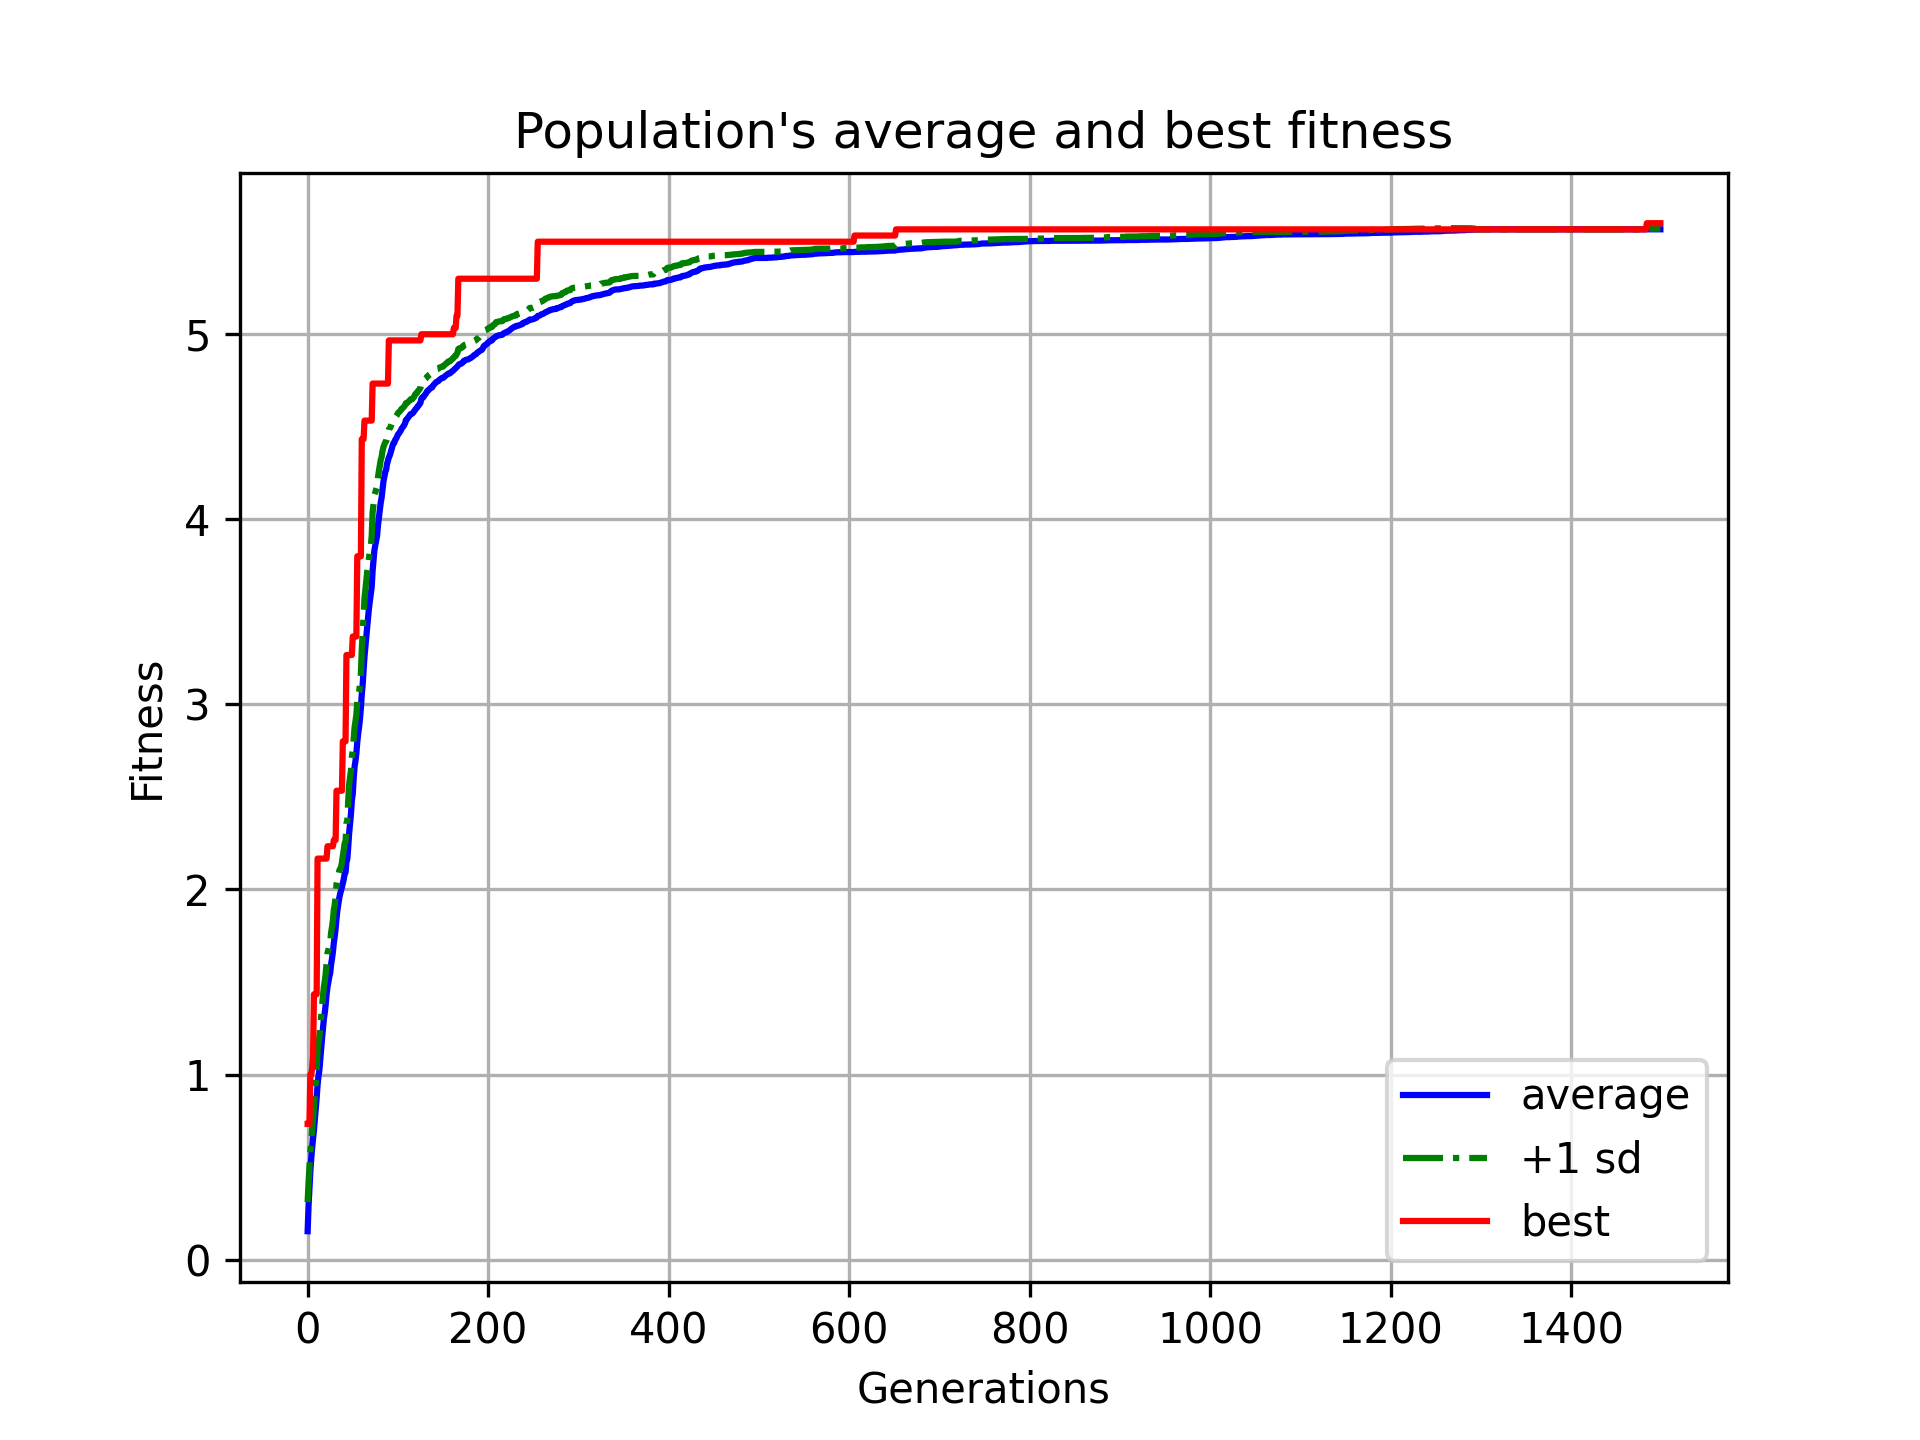 Population's average and best fitness
Fitness
5
4
3
2
1
0
average
+1 sd
best
0 200 400 600 800 1000 1200 1400
Generations